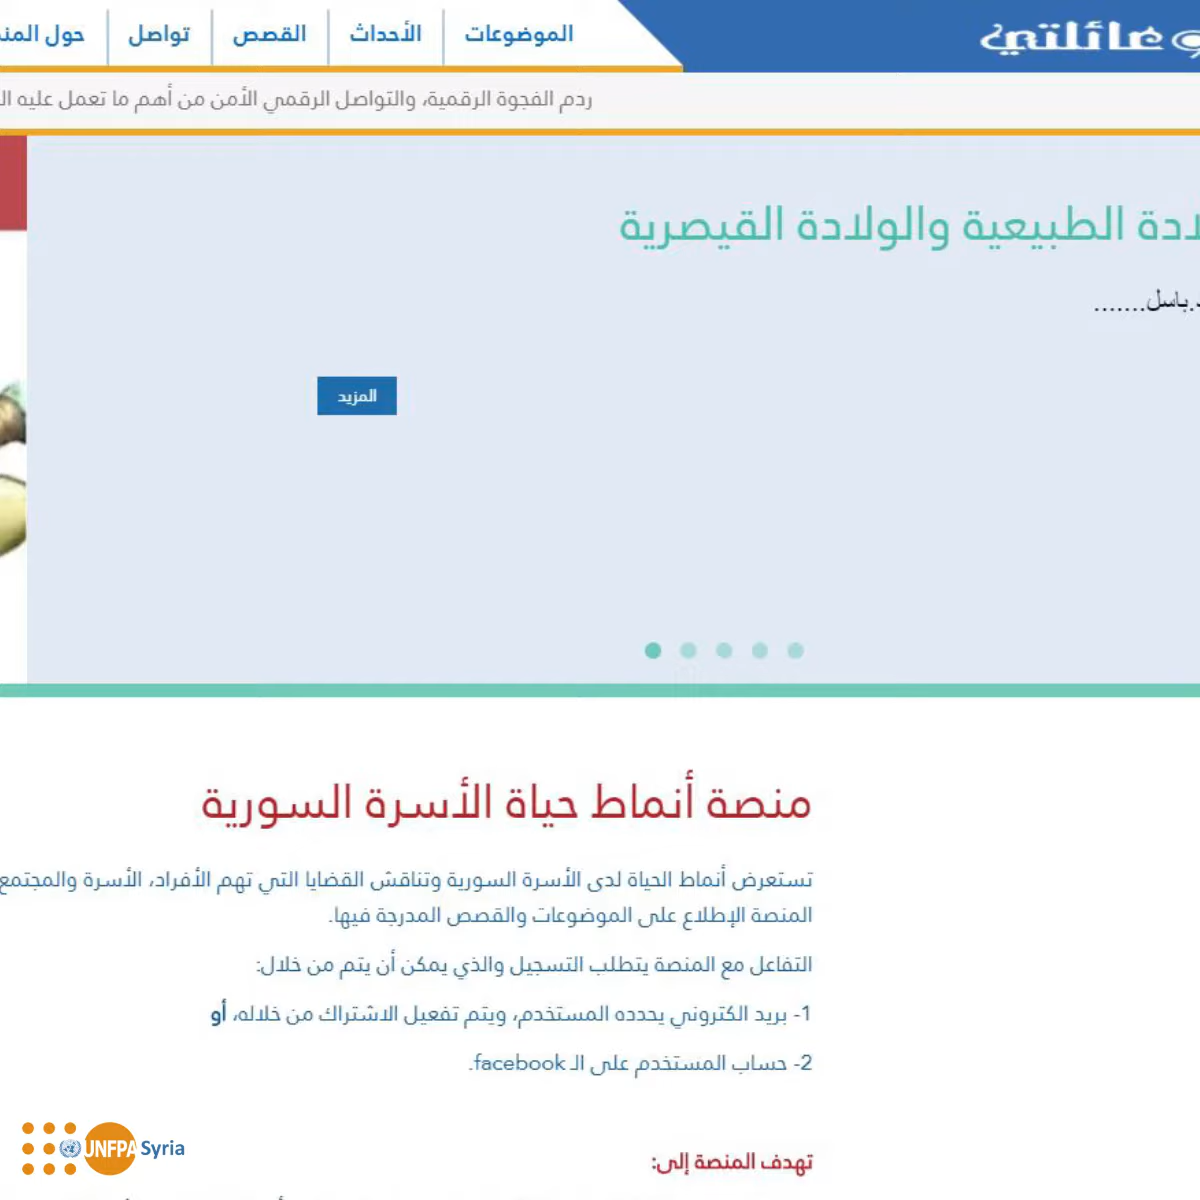 وعائلتي
الموضوعات
الأحداث
القصص
تواصل
حول
ردم الفجوة الرقمية، والتواصل الرقمي الأمن من أهم ما تعمل عليه
الطبيعية والولادة القيصرية
باسل.......
المزيد
منصة أنماط حياة الأسرة السورية
تستعرض أنماط الحياة لدى الأسرة السورية وتناقش القضايا التي تهم الأفراد، الأسرة والمجتمع
المنصة الإطلاع على الموضوعات والقصص المدرجة فيها.
التفاعل مع المنصة يتطلب التسجيل والذي يمكن أن يتم من خلال:
1- بريد الكتروني يحدده المستخدم، ويتم تفعيل الاشتراك من خلاله، أو
2- حساب المستخدم على الـ facebook.
تهدف المنصة إلى:
UNFPA Syria